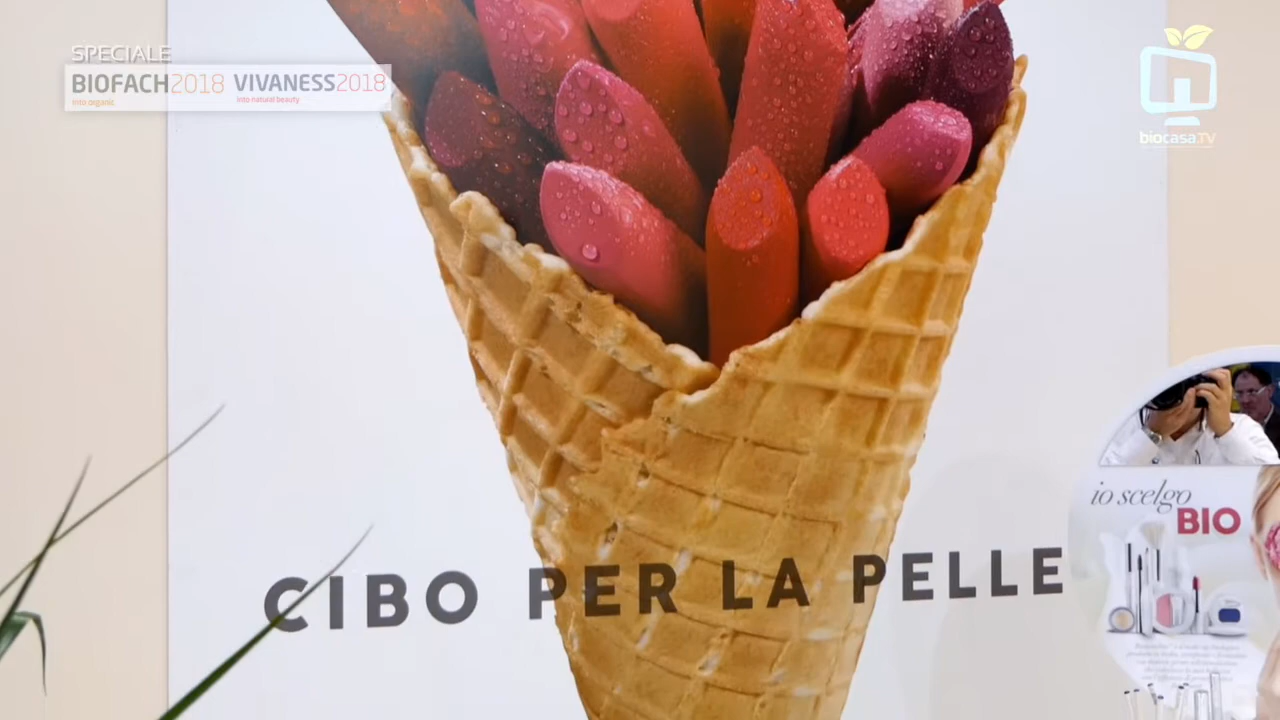 SPECIALE
BIOFACH2018 VIVANESS2018
into organic
into natural beauty
biocasa.TV
io scelgo
BIO
CIBO PER LA PELLE